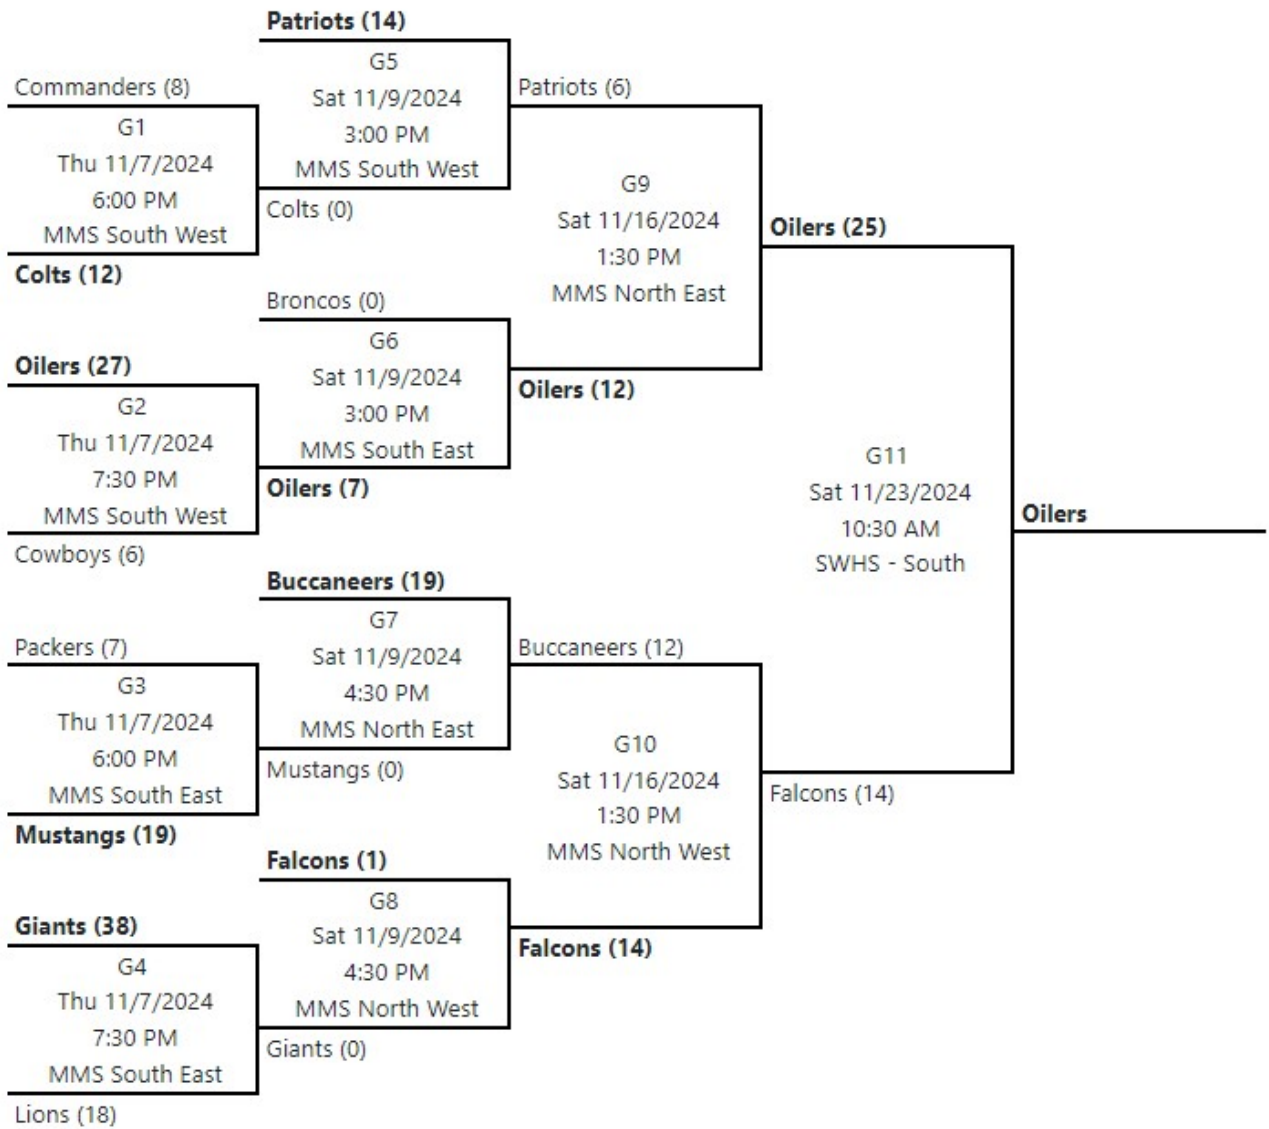 Patriots (14)
G5
Sat 11/9/2024
3:00 PM
MMS South West
Colts (0)
Commanders (8)
G1
Thu 11/7/2024
6:00 PM
MMS South West
Colts (12)
Patriots (6)
G9
Sat 11/16/2024
1:30 PM
MMS North East
Oilers (12)
Broncos (0)
G6
Sat 11/9/2024
3:00 PM
MMS South East
Oilers (7)
Oilers (27)
G2
Thu 11/7/2024
7:30 PM
MMS South West
Cowboys (6)
Oilers (25)
G11
Sat 11/23/2024
10:30 AM
SWHS - South
Falcons (14)
Oilers
Buccaneers (19)
G7
Sat 11/9/2024
4:30 PM
MMS North East
Mustangs (0)
Packers (7)
G3
Thu 11/7/2024
6:00 PM
MMS South East
Mustangs (19)
Buccaneers (12)
G10
Sat 11/16/2024
1:30 PM
MMS North West
Falcons (14)
Falcons (1)
G8
Sat 11/9/2024
4:30 PM
MMS North West
Giants (0)
Giants (38)
G4
Thu 11/7/2024
7:30 PM
MMS South East
Lions (18)